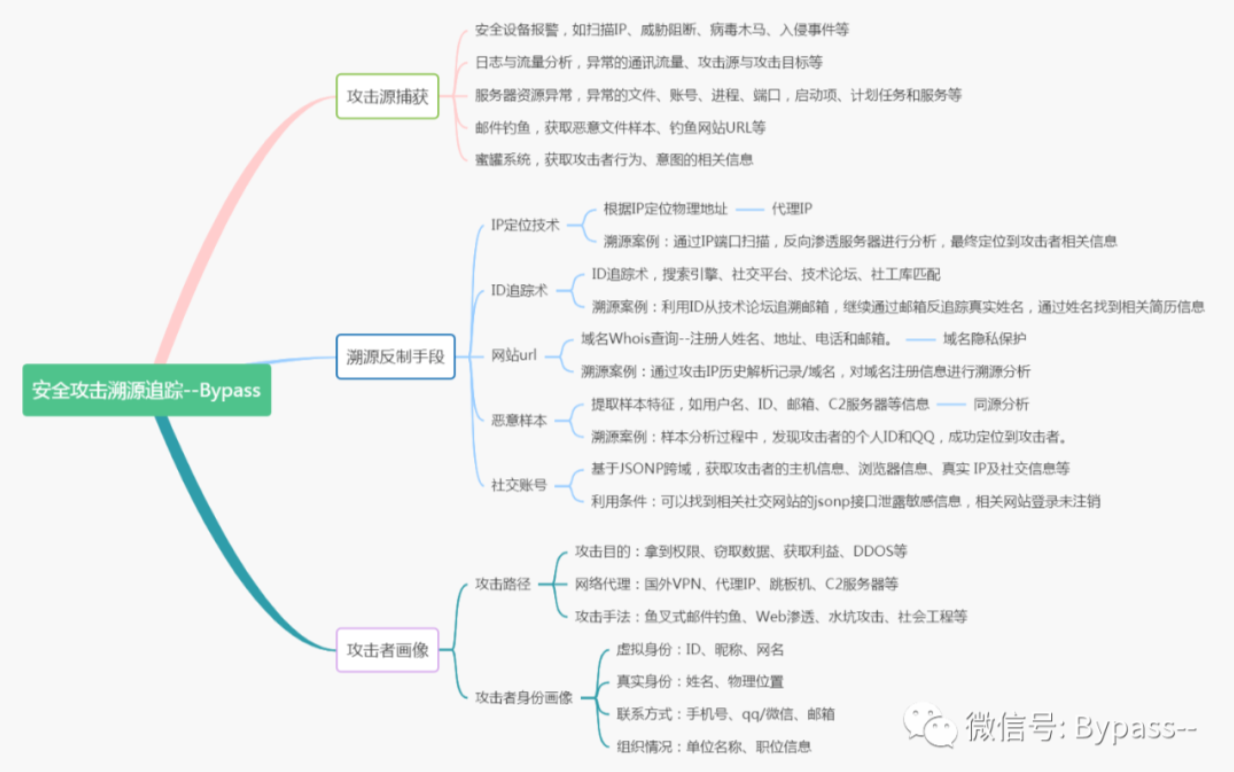 安全攻击溯源追踪--Bypass
攻击源捕获
安全设备报警，如扫描IP、威胁阻断、病毒木马、入侵事件等
日志与流量分析，异常的通讯流量、攻击源与攻击目标等
服务器资源异常，异常的文件、账号、进程、端口，启动项、计划任务和服务等
邮件钓鱼，获取恶意文件样本、钓鱼网站URL等
蜜罐系统，获取攻击者行为、意图的相关信息
溯源反制手段
IP定位技术
根据IP定位物理地址
代理IP
溯源案例：通过IP端口扫描，反向渗透服务器进行分析，最终定位到攻击者相关信息
ID追踪术
ID追踪术，搜索引擎、社交平台、技术论坛、社工库匹配
溯源案例：利用ID从技术论坛追溯邮箱，继续通过邮箱反追踪真实姓名，通过姓名找到相关简历信息
网站url
域名Whois查询--注册人姓名、地址、电话和邮箱。
域名隐私保护
溯源案例：通过攻击IP历史解析记录/域名，对域名注册信息进行溯源分析
恶意样本
提取样本特征，如用户名、ID、邮箱、C2服务器等信息
同源分析
溯源案例：样本分析过程中，发现攻击者的个人ID和QQ，成功定位到攻击者。
社交账号
基于JSONP跨域，获取攻击者的主机信息、浏览器信息、真实 IP及社交信息等
利用条件：可以找到相关社交网站的jsonp接口泄露敏感信息，相关网站登录未注销
攻击者画像
攻击路径
攻击目的：拿到权限、窃取数据、获取利益、DDOS等
网络代理：国外VPN、代理IP、跳板机、C2服务器等
攻击手法：鱼叉式邮件钓鱼、Web渗透、水坑攻击、社会工程等
攻击者身份画像
虚拟身份：ID、昵称、网名
真实身份：姓名、物理位置
联系方式：手机号、qq/微信、邮箱
组织情况：单位名称、职位信息
微信号: Bypass--